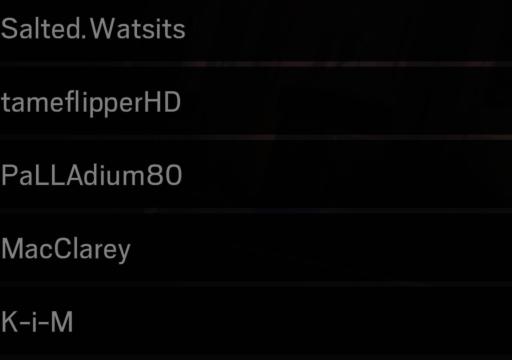 Salted.Watsits
tameflipperHD
PaLLAdium80
MacClarey
K-i-M